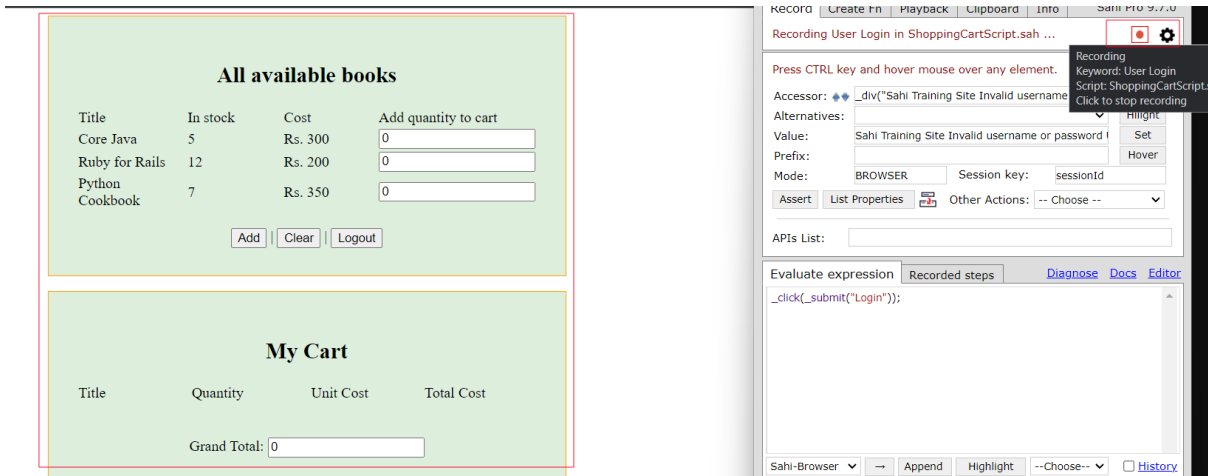 All available books
Title In stock Cost Add quantity to cart
Core Java 5 Rs. 300 0
Ruby for Rails 12 Rs. 200 0
Python Cookbook 7 Rs. 350 0
Add | Clear | Logout
My Cart
Title Quantity Unit Cost Total Cost
Grand Total: 0
Record Create Fn Playback Clipboard Info Sahi Pro 9.7.0
Recording User Login in ShoppingCartScript.sah ...
Recording
Keyword: User Login
Script: ShoppingCartScript.s
Click to stop recording
Press CTRL key and hover mouse over any element.
Accessor: _div("Sahi Training Site Invalid username
Alternatives: Hilight
Value: Sahi Training Site Invalid username or password Set
Prefix: Hover
Mode: BROWSER Session key: sessionId
Assert List Properties Other Actions: -- Choose --
APIs List:
Evaluate expression Recorded steps Diagnose Docs Editor
_click(_submit("Login"));
Sahi-Browser → Append Highlight --Choose-- History